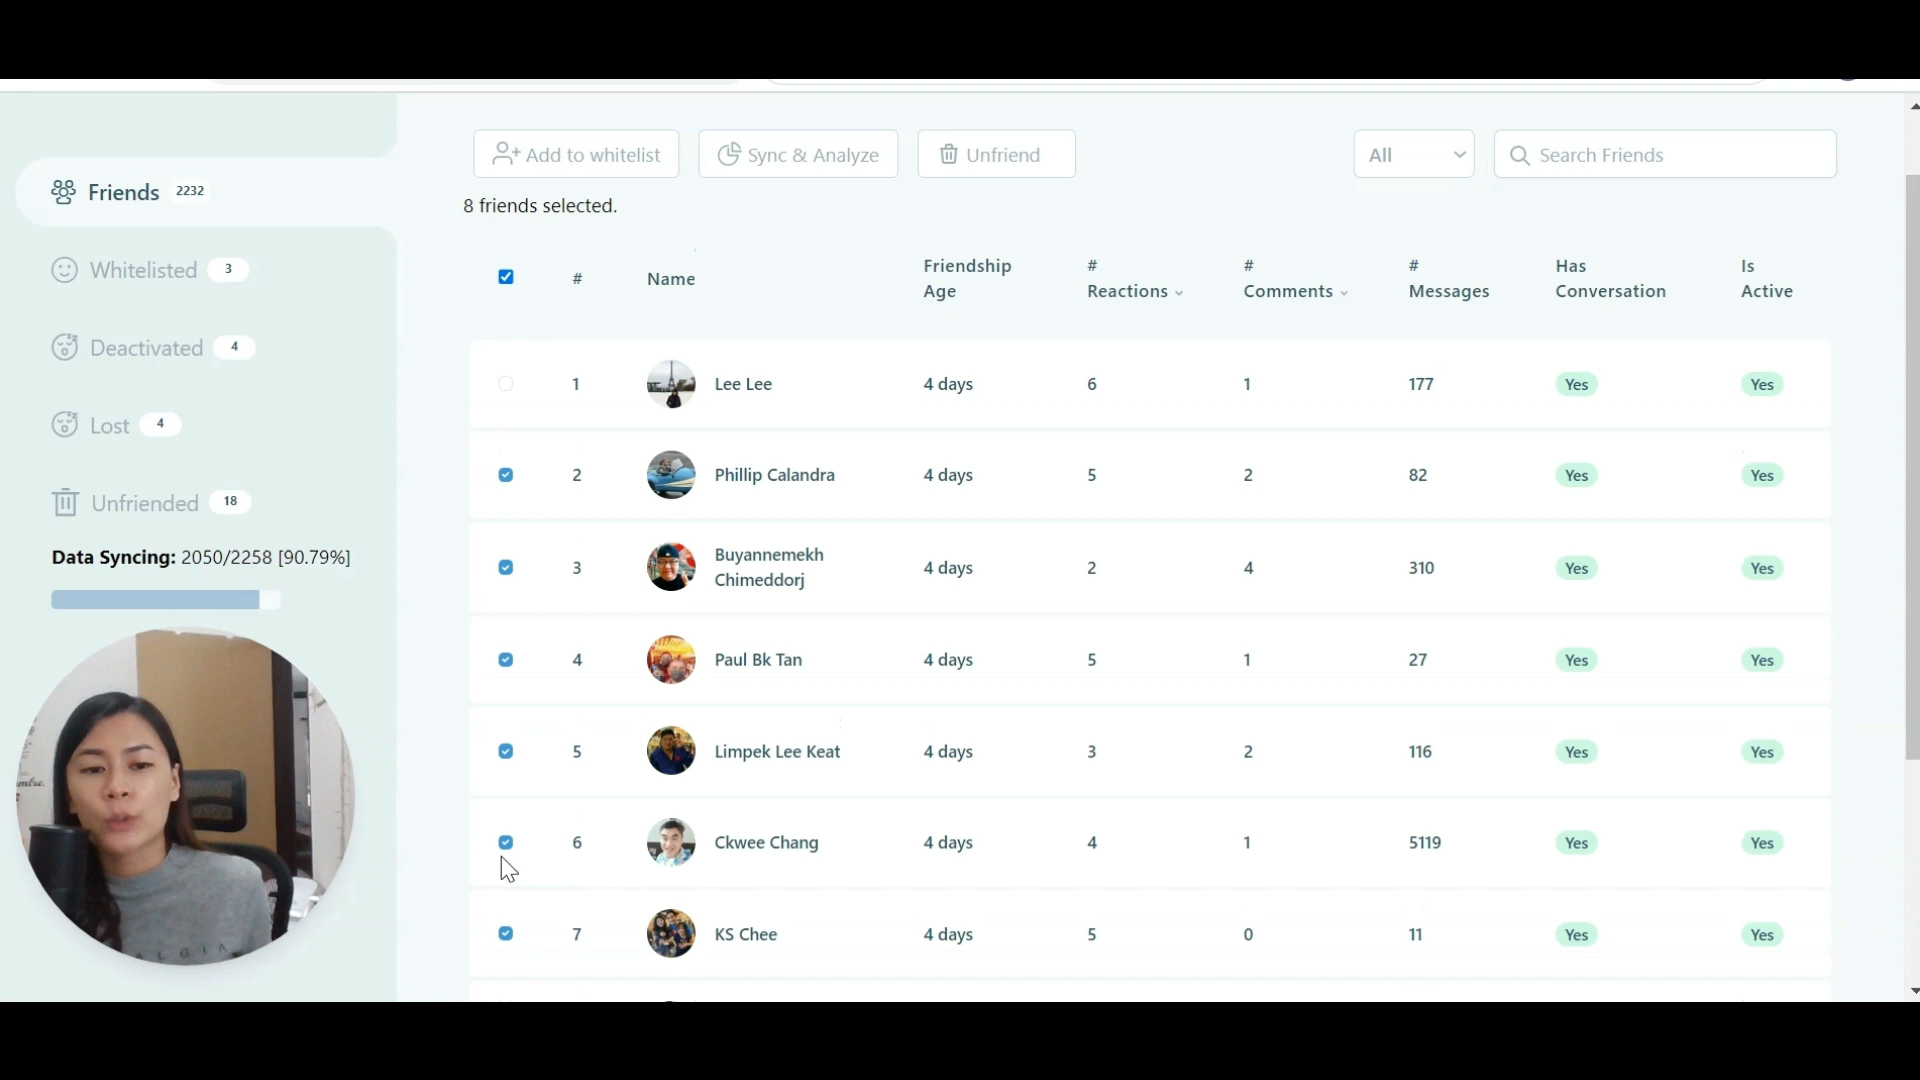 Add to whitelist
Sync & Analyze
Unfriend
All
Search Friends
8 friends selected.
Friends 2232
Whitelisted 3
Deactivated 4
Lost 4
Unfriended 18
Data Syncing: 2050/2258 [90.79%]
# Name Friendship Age # Reactions # Comments # Messages Has Conversation Is Active
1 Lee Lee 4 days 6 1 177 Yes Yes
2 Phillip Calandra 4 days 5 2 82 Yes Yes
3 Buyannemekh Chimeddorj 4 days 2 4 310 Yes Yes
4 Paul Bk Tan 4 days 5 1 27 Yes Yes
5 Limpek Lee Keat 4 days 3 2 116 Yes Yes
6 Ckwee Chang 4 days 4 1 5119 Yes Yes
7 KS Chee 4 days 5 0 11 Yes Yes